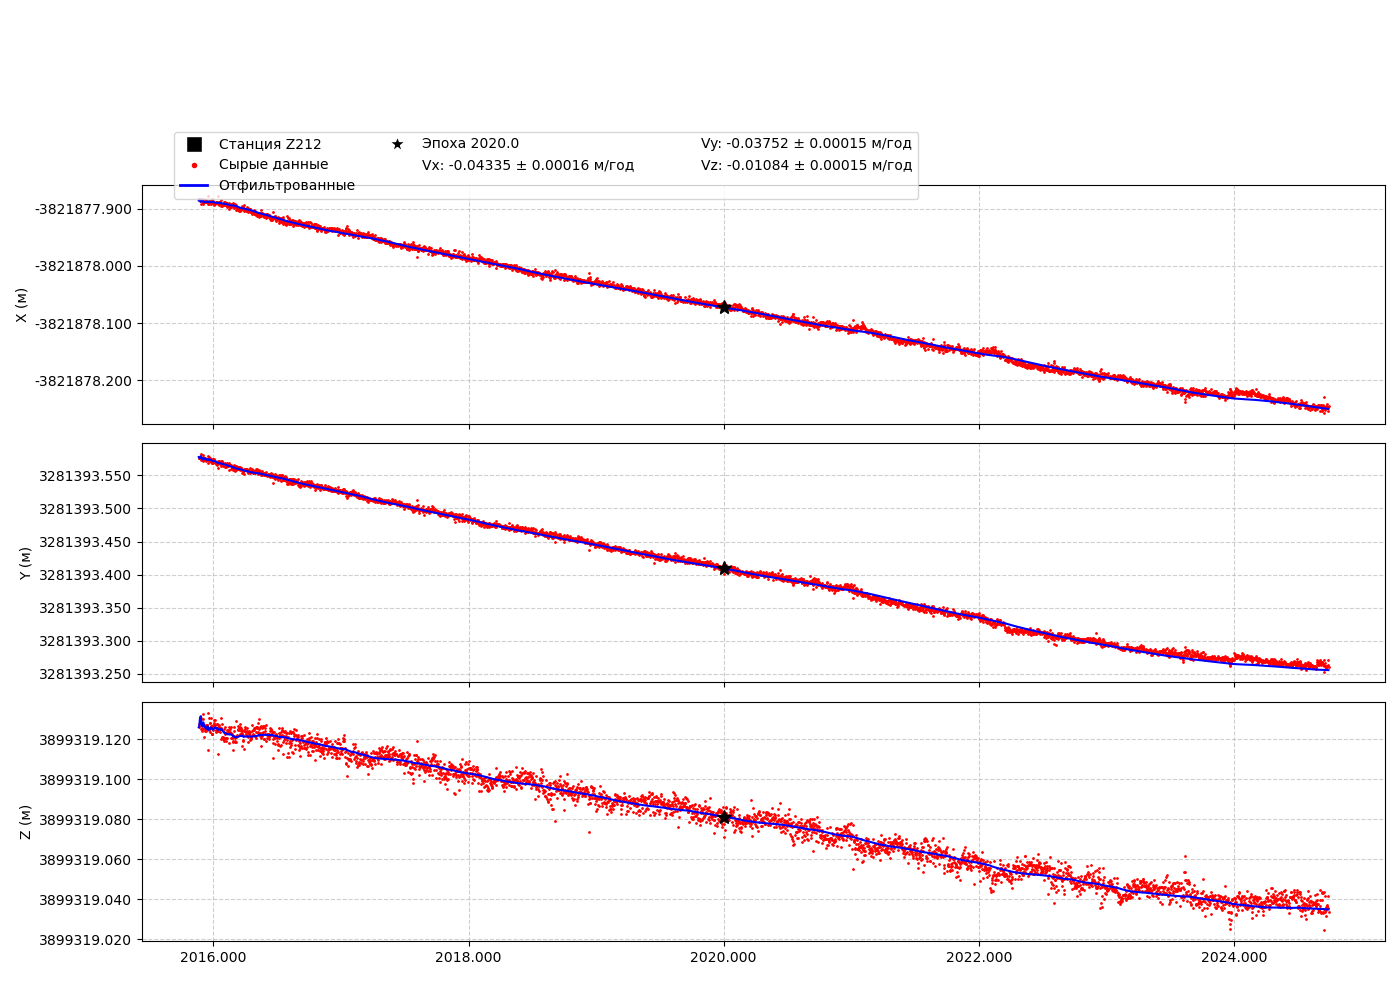 Станция Z212
Сырые данные
Отфильтрованные
Эпоха 2020.0
Vx: -0.04335 ± 0.00016 м/год
Vy: -0.03752 ± 0.00015 м/год
Vz: -0.01084 ± 0.00015 м/год
X (м)
-3821877.900
-3821878.000
-3821878.100
-3821878.200
Y (м)
3281393.550
3281393.500
3281393.450
3281393.400
3281393.350
3281393.300
3281393.250
Z (м)
3899319.120
3899319.100
3899319.080
3899319.060
3899319.040
3899319.020
2016.000 2018.000 2020.000 2022.000 2024.000